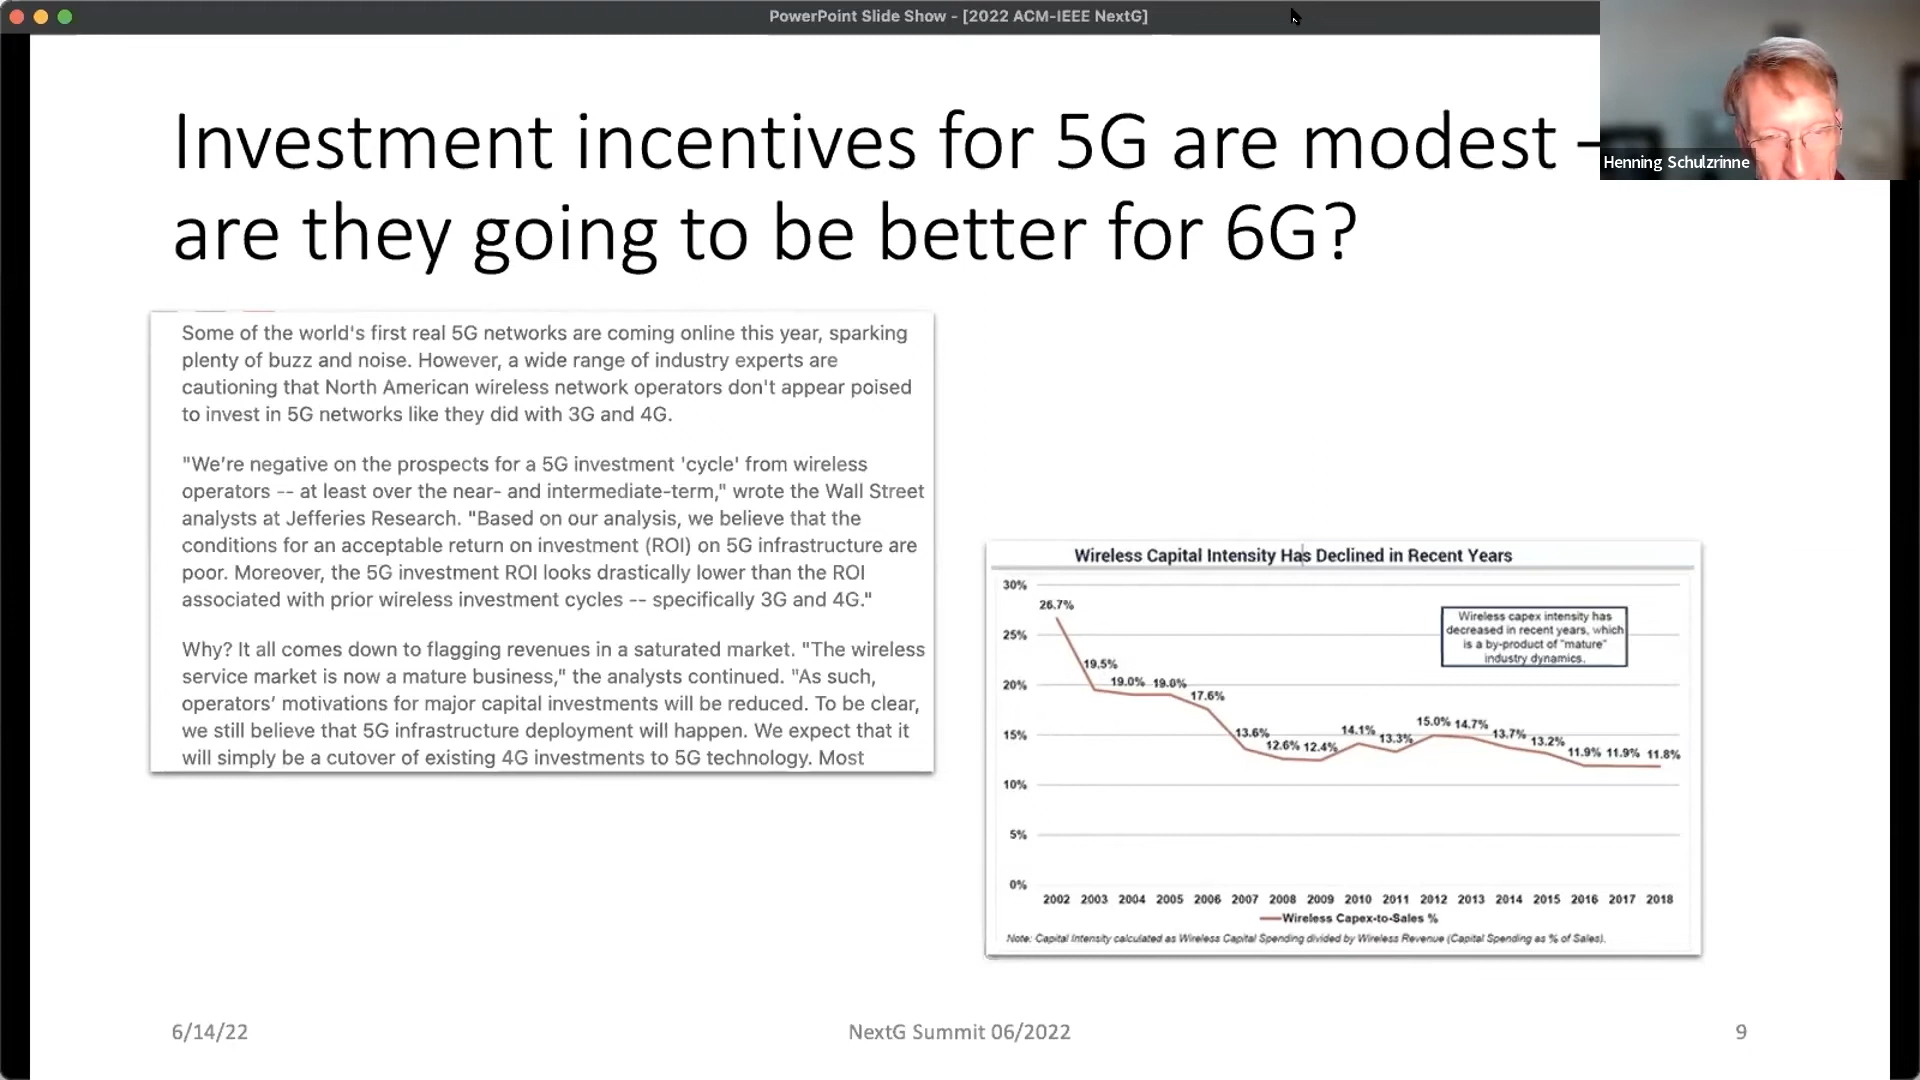 PowerPoint Slide Show - [2022 ACM-IEEE NextG]
Henning Schulzrinne
Investment incentives for 5G are modest -
are they going to be better for 6G?
Some of the world's first real 5G networks are coming online this year, sparking
plenty of buzz and noise. However, a wide range of industry experts are
cautioning that North American wireless network operators don't appear poised
to invest in 5G networks like they did with 3G and 4G.
"We're negative on the prospects for a 5G investment 'cycle' from wireless
operators -- at least over the near- and intermediate-term," wrote the Wall Street
analysts at Jefferies Research. "Based on our analysis, we believe that the
conditions for an acceptable return on investment (ROI) on 5G infrastructure are
poor. Moreover, the 5G investment ROI looks drastically lower than the ROI
associated with prior wireless investment cycles -- specifically 3G and 4G."
Why? It all comes down to flagging revenues in a saturated market. "The wireless
service market is now a mature business," the analysts continued. "As such,
operators' motivations for major capital investments will be reduced. To be clear,
we still believe that 5G infrastructure deployment will happen. We expect that it
will simply be a cutover of existing 4G investments to 5G technology. Most
Wireless Capital Intensity Has Declined in Recent Years
30%
25%
20%
15%
10%
5%
0%
26.7%
19.5%
19.0%
19.0%
17.6%
13.6%
12.6%
12.4%
14.1%
13.3%
15.0%
14.7%
13.7%
13.2%
11.9%
11.9%
11.8%
Wireless capex intensity has
decreased in recent years, which
is a by-product of "mature"
industry dynamics.
2002 2003 2004 2005 2006 2007 2008 2009 2010 2011 2012 2013 2014 2015 2016 2017 2018
Wireless Capex-to-Sales %
Note: Capital Intensity calculated as Wireless Capital Spending divided by Wireless Revenue (Capital Spending as % of Sales).
6/14/22
NextG Summit 06/2022
9